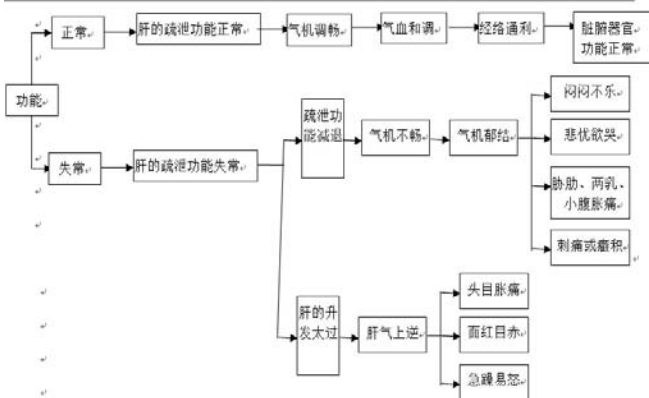 正常
肝的疏泄功能正常
气机调畅
气血和调
经络通利
脏腑器官
功能正常
功能
失常
肝的疏泄功能失常
疏泄功
能减退
气机不畅
气机郁结
闷闷不乐
悲忧欲哭
胁肋、两乳、
小腹胀痛
刺痛或癥积
肝的升
发太过
肝气上逆
头目胀痛
面红目赤
急躁易怒